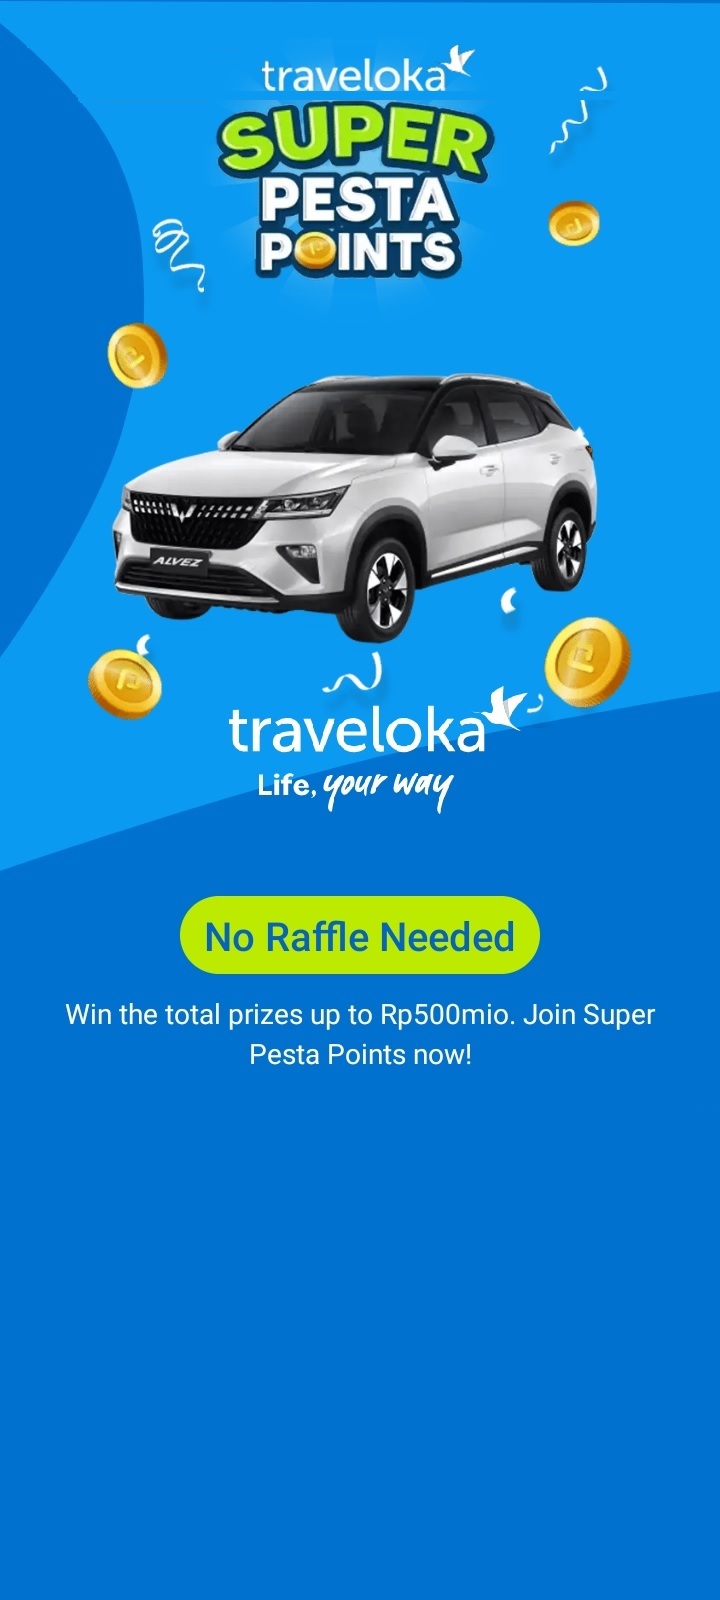 traveloka
SUPER
PESTA
POINTS
ALVEZ
traveloka
Life, your way
No Raffle Needed
Win the total prizes up to Rp500mio. Join Super
Pesta Points now!